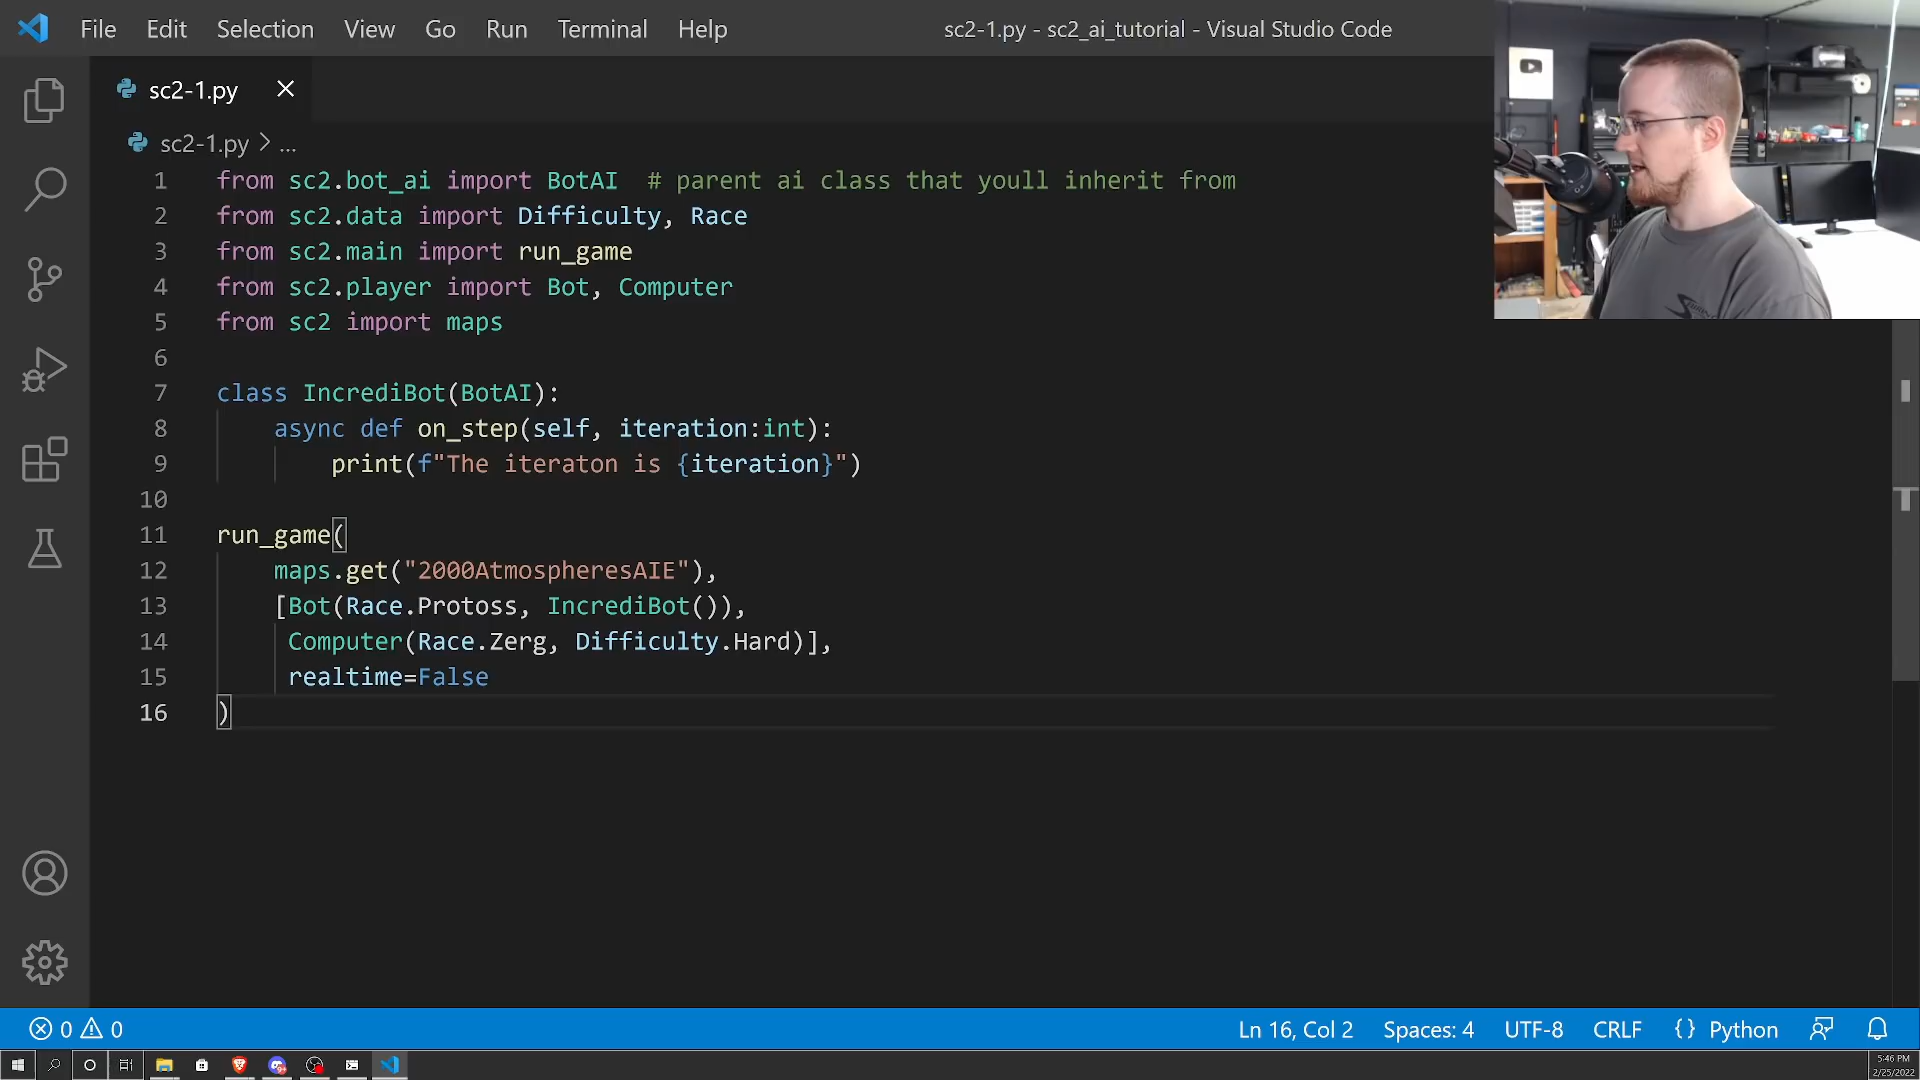 File Edit Selection View Go Run Terminal Help sc2-1.py - sc2_ai_tutorial - Visual Studio Code
sc2-1.py
sc2-1.py > ...
1 from sc2.bot_ai import BotAI  # parent ai class that youll inherit from
2 from sc2.data import Difficulty, Race
3 from sc2.main import run_game
4 from sc2.player import Bot, Computer
5 from sc2 import maps
6
7 class IncrediBot(BotAI):
8     async def on_step(self, iteration:int):
9         print(f"The iteraton is {iteration}")
10
11 run_game(
12     maps.get("2000AtmospheresAIE"),
13     [Bot(Race.Protoss, IncrediBot()),
14      Computer(Race.Zerg, Difficulty.Hard)],
15      realtime=False
16 )
0 0 Ln 16, Col 2 Spaces: 4 UTF-8 CRLF {} Python
5:46 PM
2/25/2022